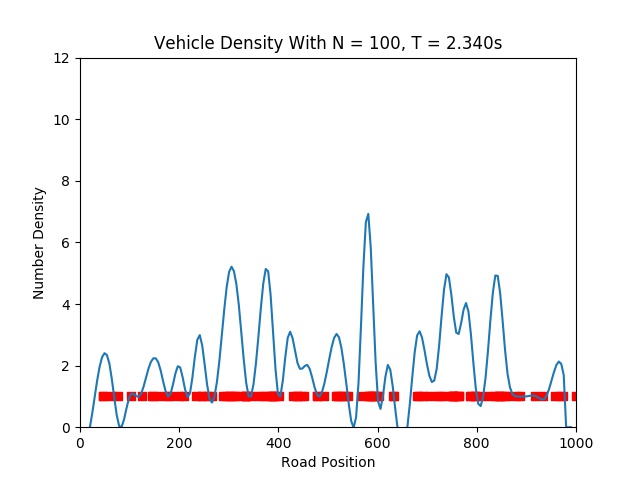 Vehicle Density With N = 100, T = 2.340s
12
10
8
6
4
2
0
Number Density
0 200 400 600 800 1000
Road Position